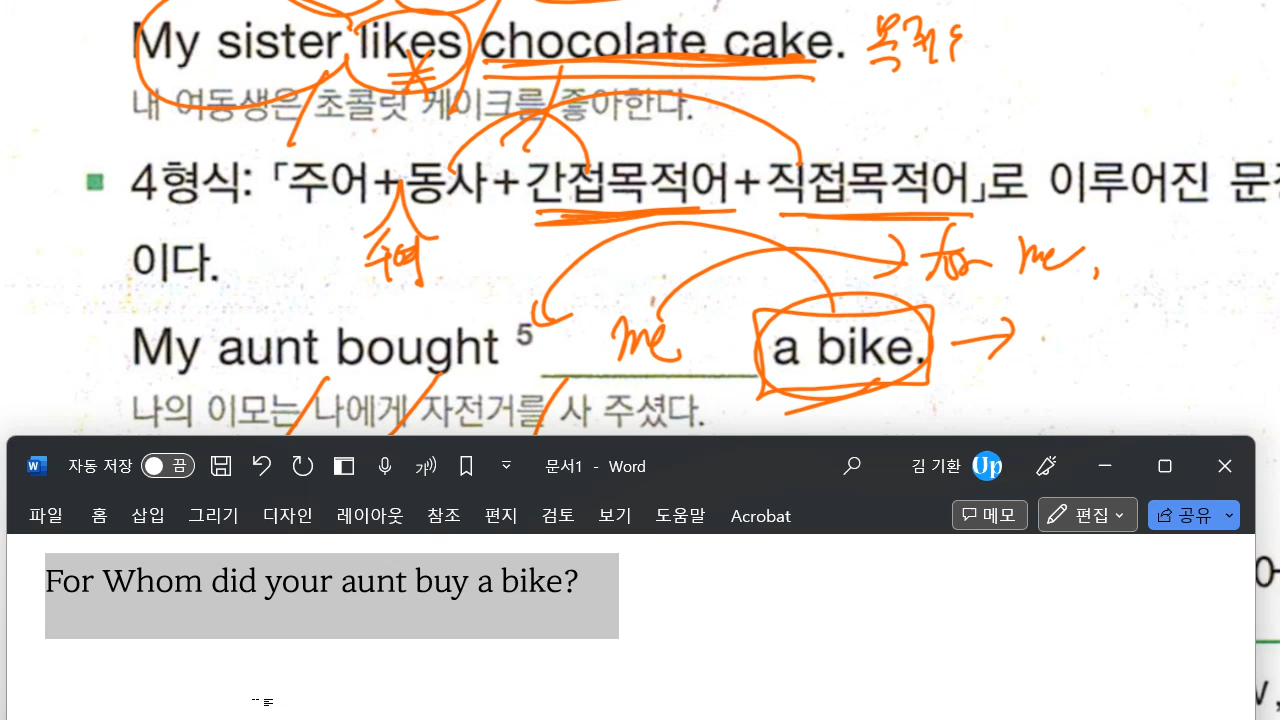 My sister likes chocolate cake.
내 여동생은 초콜릿 케이크를 좋아한다.
4형식: 「주어+동사+간접목적어+직접목적어」로 이루어진
수여
이다.
for me,
My aunt bought 5 me a bike.
나의 이모는 나에게 자전거를 사 주셨다.
자동 저장 끔 가)) 문서1 - Word 김 기환 Up
파일 홈 삽입 그리기 디자인 레이아웃 참조 편지 검토 보기 도움말 Acrobat 메모 편집 공유
For Whom did your aunt buy a bike?